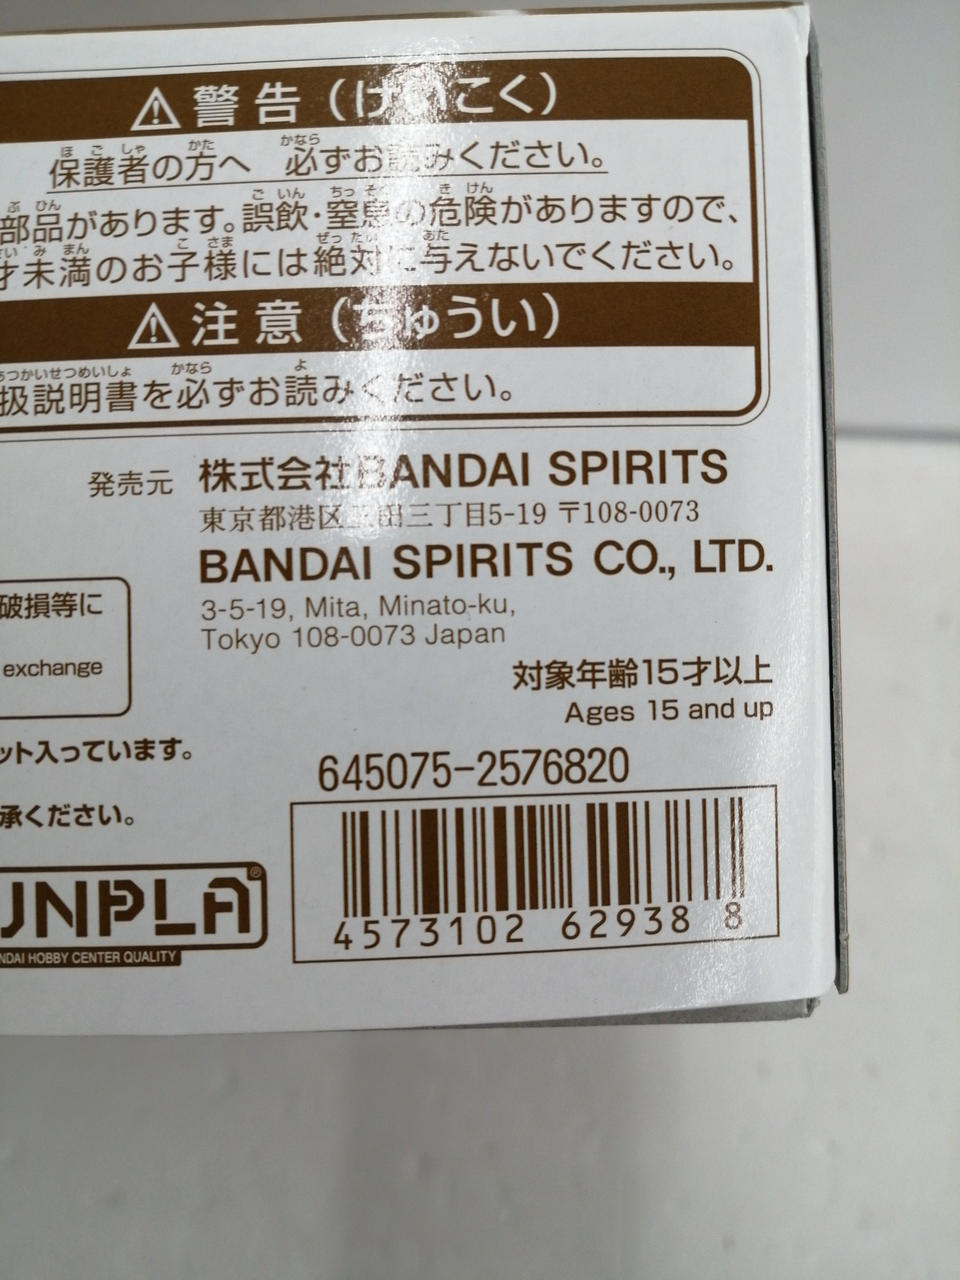 ⚠警告（けいこく）
保護者の方へ 必ずお読みください。
部品があります。誤飲・窒息の危険がありますので、
才未満のお子様には絶対に与えないでください。
⚠注意（ちゅうい）
扱説明書を必ずお読みください。
発売元 株式会社BANDAI SPIRITS
東京都港区三田三丁目5-19 〒108-0073
BANDAI SPIRITS CO., LTD.
3-5-19, Mita, Minato-ku,
Tokyo 108-0073 Japan
破損等に
exchange
対象年齢15才以上
Ages 15 and up
ット入っています。
承ください。
645075-2576820
4573102 62938 8
UNPLA®
NDAI HOBBY CENTER QUALITY